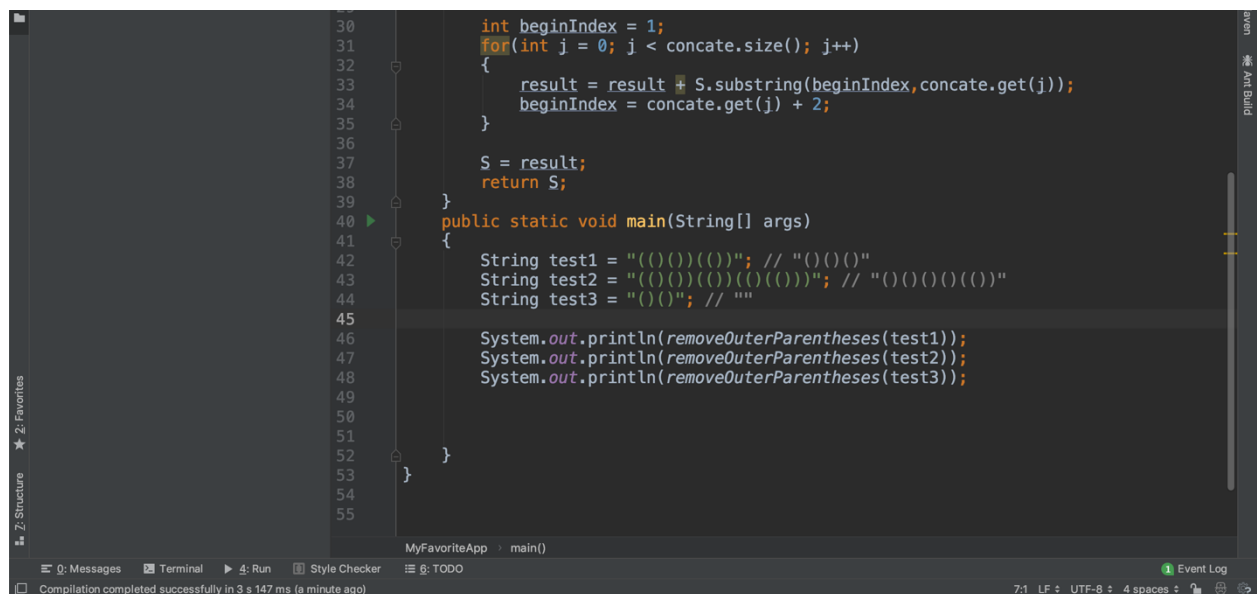 aven
Ant Build
30 int beginIndex = 1;
31 for(int j = 0; j < concate.size(); j++)
32 {
33 result = result + S.substring(beginIndex,concate.get(j));
34 beginIndex = concate.get(j) + 2;
35 }
36
37 S = result;
38 return S;
39 }
40 public static void main(String[] args)
41 {
42 String test1 = "(()())(())"; // "()()()"
43 String test2 = "(()())(())(()(()))"; // "()()()()(())"
44 String test3 = "()()"; // ""
45
46 System.out.println(removeOuterParentheses(test1));
47 System.out.println(removeOuterParentheses(test2));
48 System.out.println(removeOuterParentheses(test3));
49
50
51
52 }
53 }
54
55
2: Favorites
7: Structure
MyFavoriteApp › main()
0: Messages Terminal 4: Run Style Checker 6: TODO 1 Event Log
Compilation completed successfully in 3 s 147 ms (a minute ago) 7:1 LF UTF-8 4 spaces